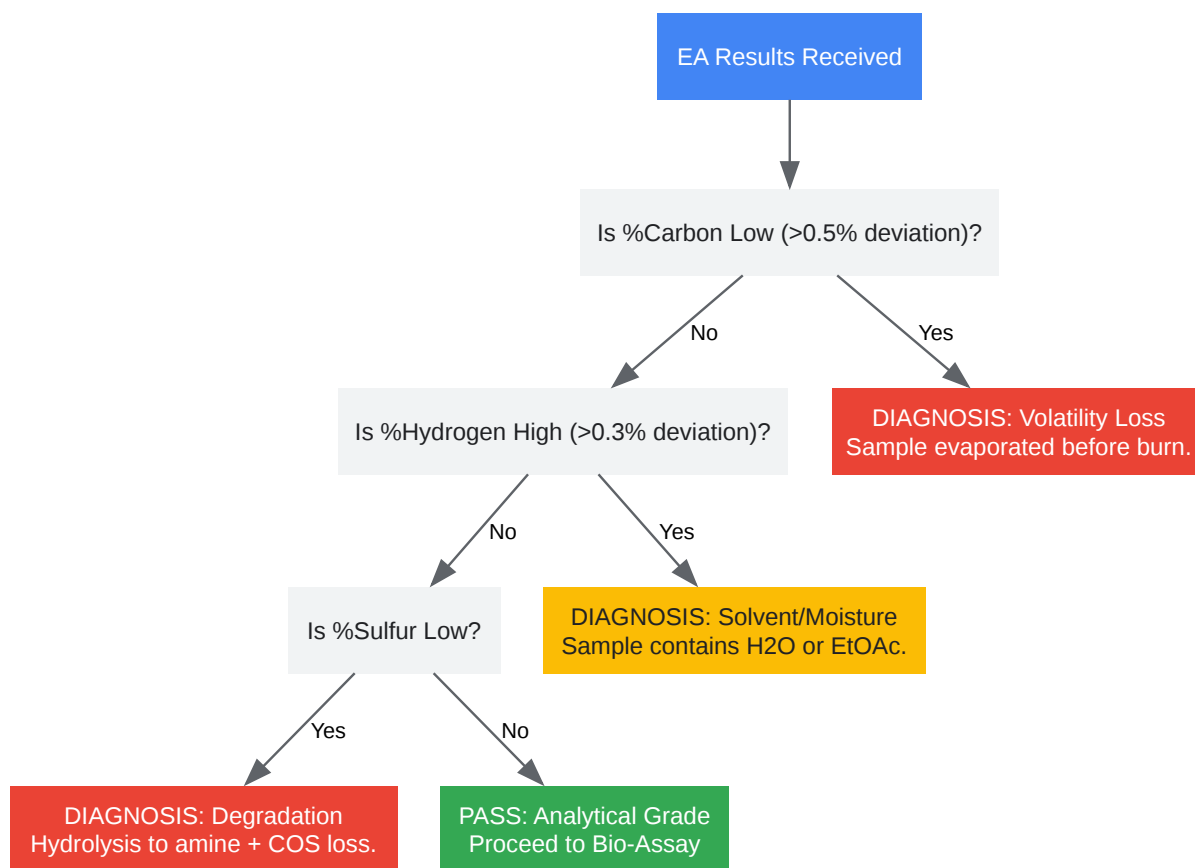 EA Results Received
Is %Carbon Low (>0.5% deviation)?
No
Yes
Is %Hydrogen High (>0.3% deviation)?
DIAGNOSIS: Volatility Loss
Sample evaporated before burn.
No
Yes
Is %Sulfur Low?
DIAGNOSIS: Solvent/Moisture
Sample contains H2O or EtOAc.
Yes
No
DIAGNOSIS: Degradation
Hydrolysis to amine + COS loss.
PASS: Analytical Grade
Proceed to Bio-Assay